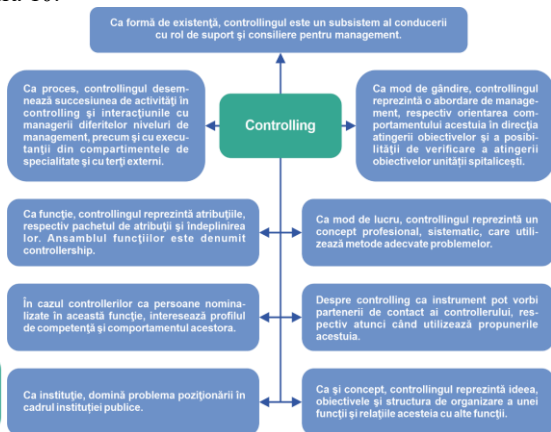 Ca formă de existență, controllingul este un subsistem al conducerii
cu rol de suport și consiliere pentru management.
Ca proces, controllingul desem-
nează succesiunea de activități în
controlling și interacțiunile cu
managerii diferitelor niveluri de
management, precum și cu execu-
tanții din compartimentele de
specialitate și cu terți externi.
Controlling
Ca mod de gândire, controllingul
reprezintă o abordare de manage-
ment, respectiv orientarea com-
portamentului acestuia în direcția
atingerii obiectivelor și a posibi-
lității de verificare a atingerii
obiectivelor unității spitalicești.
Ca funcție, controllingul reprezintă atribuțiile,
respectiv pachetul de atribuții și îndeplinirea
lor. Ansamblul funcțiilor este denumit
controllership.
Ca mod de lucru, controllingul reprezintă un
concept profesional, sistematic, care utili-
zează metode adecvate problemelor.
În cazul controllerilor ca persoane nomina-
lizate în această funcție, interesează profilul
de competență și comportamentul acestora.
Despre controlling ca instrument pot vorbi
partenerii de contact ai controllerului, res-
pectiv atunci când utilizează propunerile
acestuia.
Ca instituție, domină problema poziționării în
cadrul instituției publice.
Ca și concept, controllingul reprezintă ideea,
obiectivele și structura de organizare a unei
funcții și relațiile acesteia cu alte funcții.